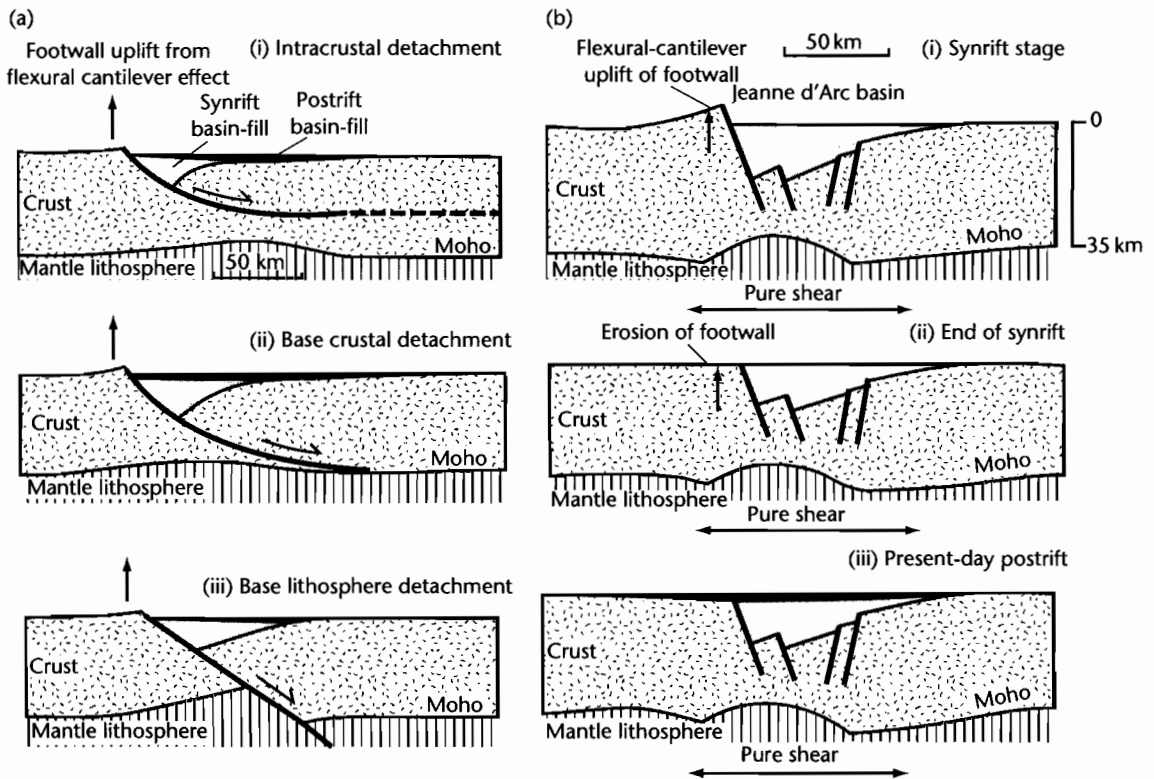 (a)
Footwall uplift from
flexural cantilever effect
(i) Intracrustal detachment
Synrift
basin-fill
Postrift
basin-fill
Crust
Moho
50 km
Mantle lithosphere
(ii) Base crustal detachment
Crust
Moho
Mantle lithosphere
(iii) Base lithosphere detachment
Crust
Moho
Mantle lithosphere
(b)
Flexural-cantilever
uplift of footwall
50 km
(i) Synrift stage
Jeanne d'Arc basin
0
Crust
Moho
35 km
Mantle lithosphere
Pure shear
Erosion of footwall
(ii) End of synrift
Crust
Moho
Mantle lithosphere
Pure shear
(iii) Present-day postrift
Crust
Moho
Mantle lithosphere
Pure shear